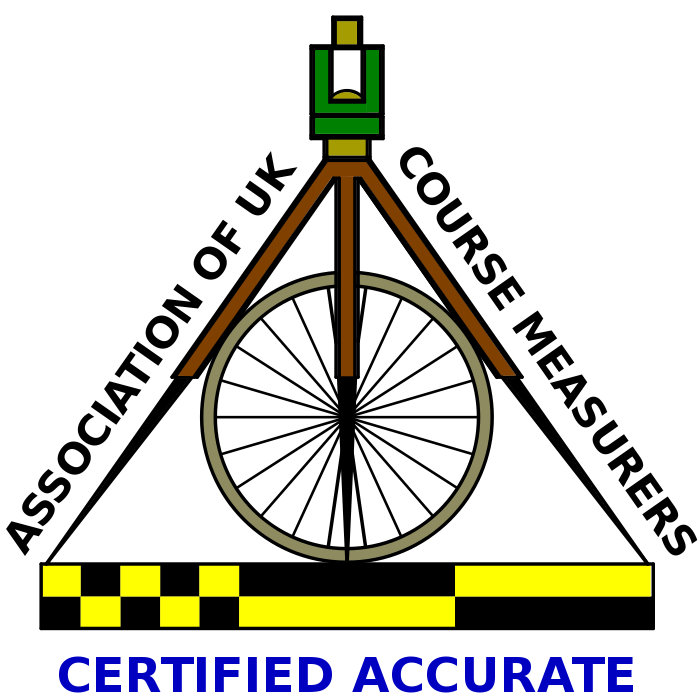 ASSOCIATION OF UK
COURSE MEASURERS
CERTIFIED ACCURATE